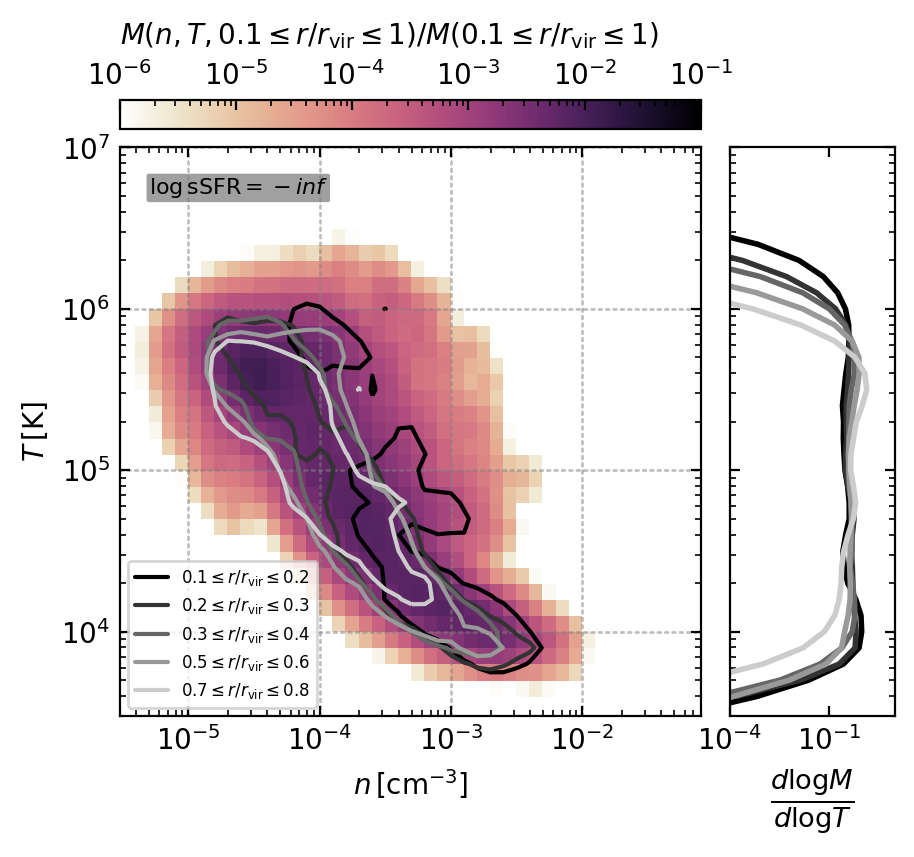 M(n, T, 0.1 ≤ r/r_vir ≤ 1)/M(0.1 ≤ r/r_vir ≤ 1)
10^−6 10^−5 10^−4 10^−3 10^−2 10^−1
10^7
log sSFR = −inf
10^6
T [K]
10^5
10^4
0.1 ≤ r/r_vir ≤ 0.2
0.2 ≤ r/r_vir ≤ 0.3
0.3 ≤ r/r_vir ≤ 0.4
0.5 ≤ r/r_vir ≤ 0.6
0.7 ≤ r/r_vir ≤ 0.8
10^−5 10^−4 10^−3 10^−2 10^−4 10^−1
n [cm^−3]
dlogM
dlogT